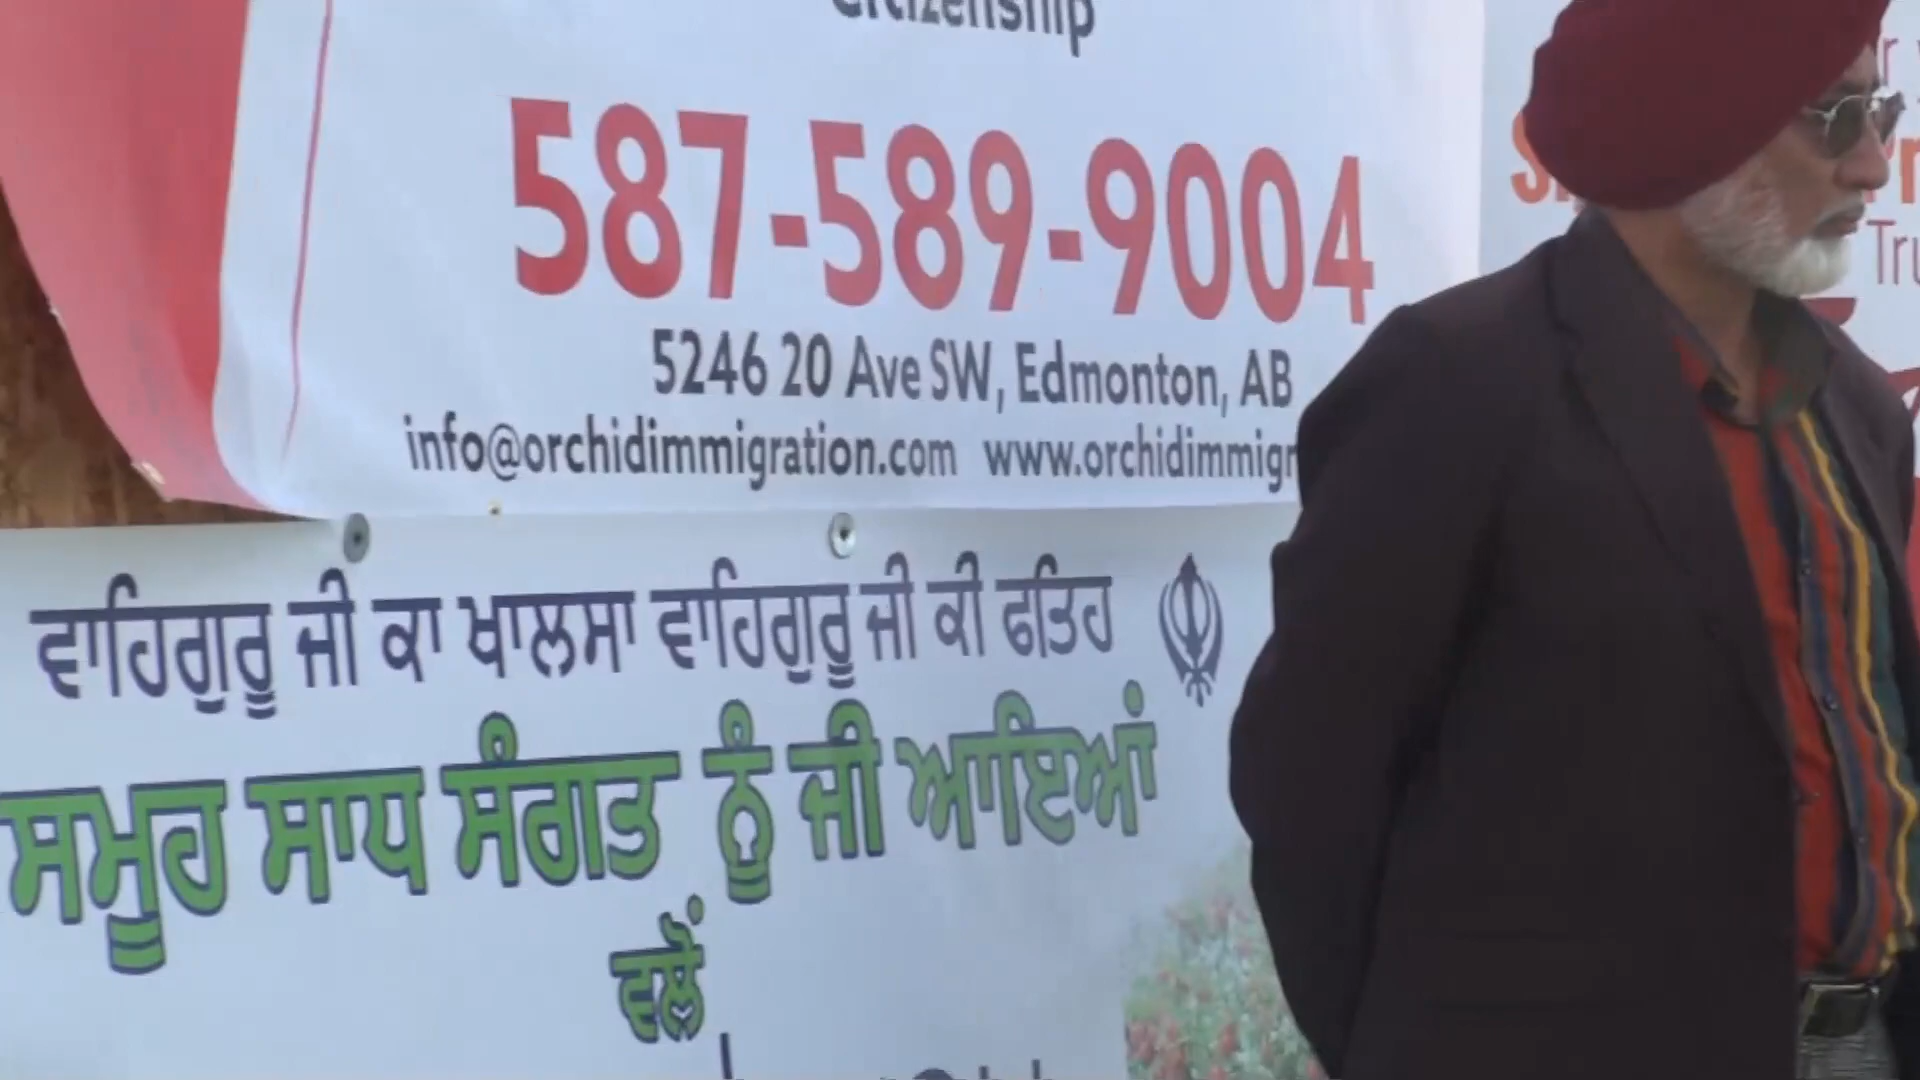 Citizenship
587-589-9004
5246 20 Ave SW, Edmonton, AB
info@orchidimmigration.com www.orchidimmigr
ਵਾਹਿਗੁਰੂ ਜੀ ਕਾ ਖਾਲਸਾ ਵਾਹਿਗੁਰੂ ਜੀ ਕੀ ਫਤਿਹ
ਸਮੂਹ ਸਾਧ ਸੰਗਤ ਨੂੰ ਜੀ ਆਇਆਂ
ਵਲੋਂ